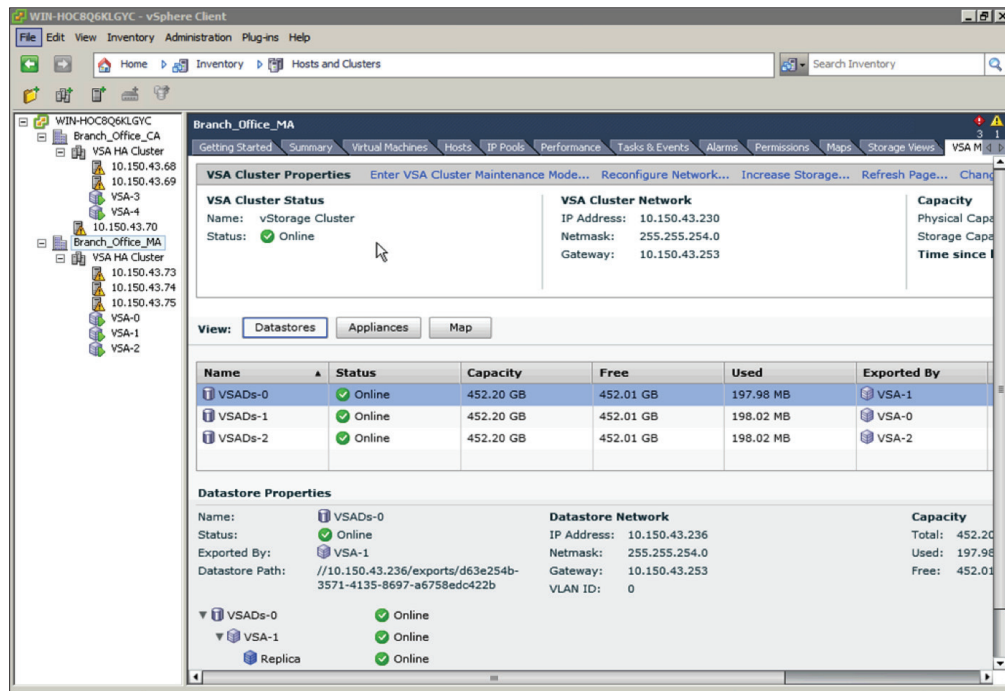 WIN-HOC8Q6KLGYC - vSphere Client
File Edit View Inventory Administration Plug-ins Help
Home Inventory Hosts and Clusters Search Inventory
WIN-HOC8Q6KLGYC
Branch_Office_CA
VSA HA Cluster
10.150.43.68
10.150.43.69
VSA-3
VSA-4
10.150.43.70
Branch_Office_MA
VSA HA Cluster
10.150.43.73
10.150.43.74
10.150.43.75
VSA-0
VSA-1
VSA-2
Branch_Office_MA
3 1
Getting Started Summary Virtual Machines Hosts IP Pools Performance Tasks & Events Alarms Permissions Maps Storage Views VSA M
VSA Cluster Properties Enter VSA Cluster Maintenance Mode... Reconfigure Network... Increase Storage... Refresh Page... Chang
VSA Cluster Status VSA Cluster Network Capacity
Name: vStorage Cluster IP Address: 10.150.43.230 Physical Capa
Status: Online Netmask: 255.255.254.0 Storage Capa
Gateway: 10.150.43.253 Time since
View: Datastores Appliances Map
Name Status Capacity Free Used Exported By
VSADs-0 Online 452.20 GB 452.01 GB 197.98 MB VSA-1
VSADs-1 Online 452.20 GB 452.01 GB 198.02 MB VSA-0
VSADs-2 Online 452.20 GB 452.01 GB 198.02 MB VSA-2
Datastore Properties
Name: VSADs-0 Datastore Network Capacity
Status: Online IP Address: 10.150.43.236 Total: 452.20
Exported By: VSA-1 Netmask: 255.255.254.0 Used: 197.98
Datastore Path: //10.150.43.236/exports/d63e254b- Gateway: 10.150.43.253 Free: 452.01
3571-4135-8697-a6758edc422b VLAN ID: 0
VSADs-0 Online
VSA-1 Online
Replica Online